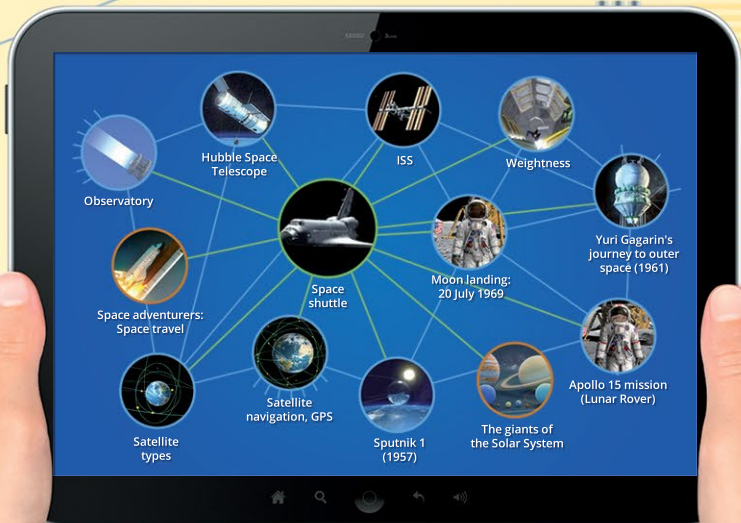 Hubble Space
Telescope
ISS
Weightness
Observatory
Yuri Gagarin's
journey to outer
space (1961)
Space
shuttle
Moon landing:
20 July 1969
Space adventurers:
Space travel
Satellite
types
Satellite
navigation, GPS
Sputnik 1
(1957)
The giants of
the Solar System
Apollo 15 mission
(Lunar Rover)